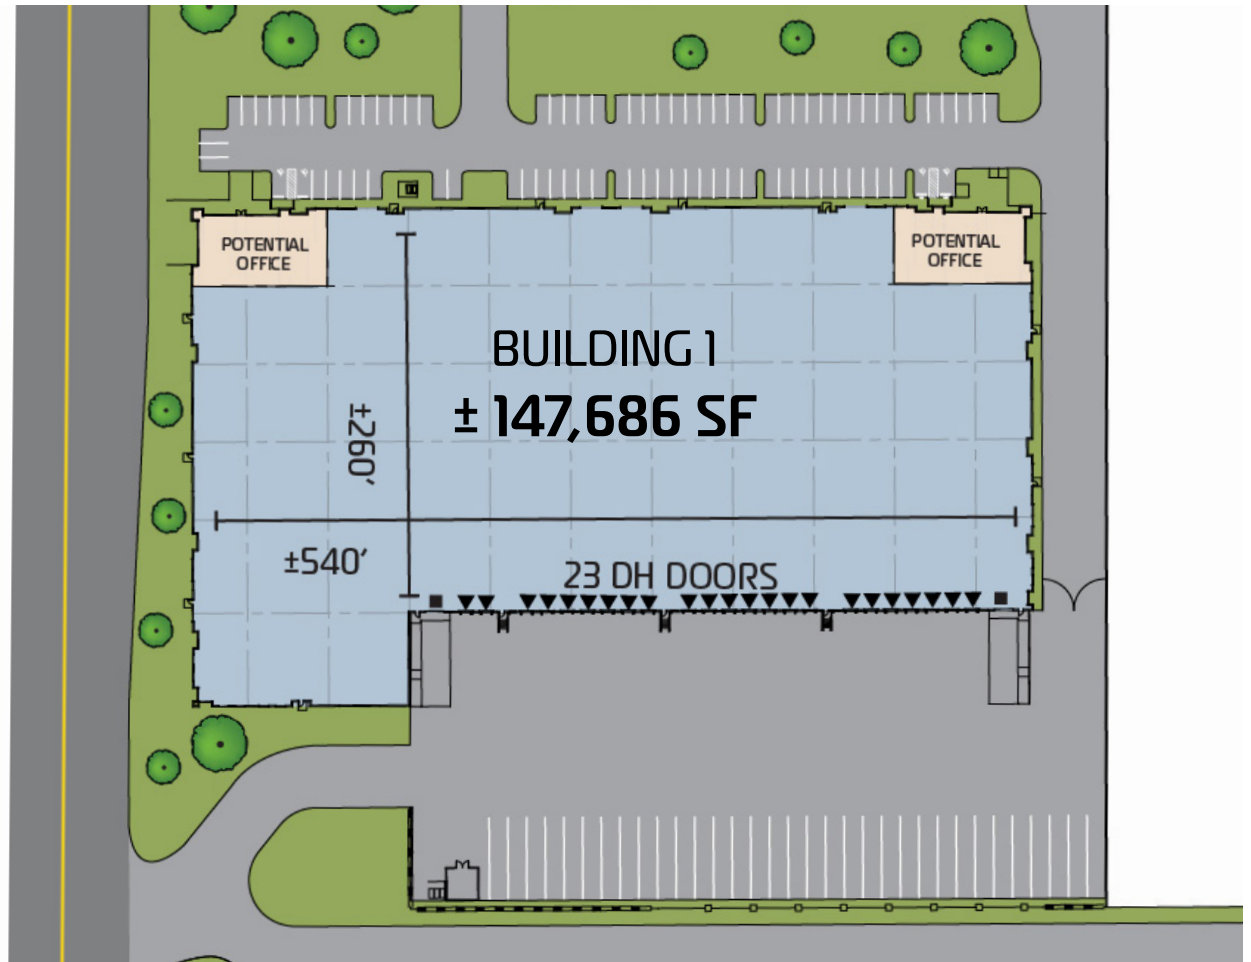 POTENTIAL
OFFICE
POTENTIAL
OFFICE
BUILDING 1
± 147,686 SF
±260'
±540'
23 DH DOORS